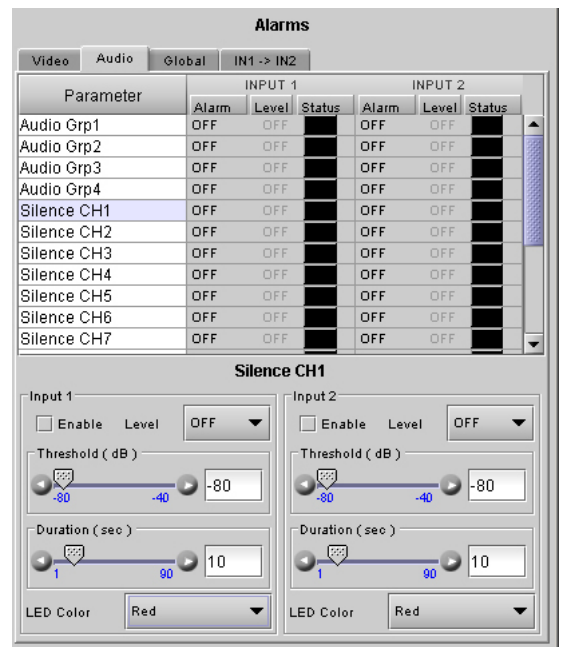 Alarms
Video Audio Global IN1 -> IN2
Parameter INPUT 1 INPUT 2
Alarm Level Status Alarm Level Status
Audio Grp1 OFF OFF OFF OFF
Audio Grp2 OFF OFF OFF OFF
Audio Grp3 OFF OFF OFF OFF
Audio Grp4 OFF OFF OFF OFF
Silence CH1 OFF OFF OFF OFF
Silence CH2 OFF OFF OFF OFF
Silence CH3 OFF OFF OFF OFF
Silence CH4 OFF OFF OFF OFF
Silence CH5 OFF OFF OFF OFF
Silence CH6 OFF OFF OFF OFF
Silence CH7 OFF OFF OFF OFF
Silence CH1
Input 1
Enable Level OFF
Threshold ( dB )
-80 -40 -80
Duration ( sec )
1 90 10
LED Color Red
Input 2
Enable Level OFF
Threshold ( dB )
-80 -40 -80
Duration ( sec )
1 90 10
LED Color Red